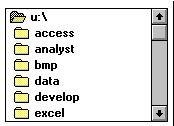 u:\
access
analyst
bmp
data
develop
excel